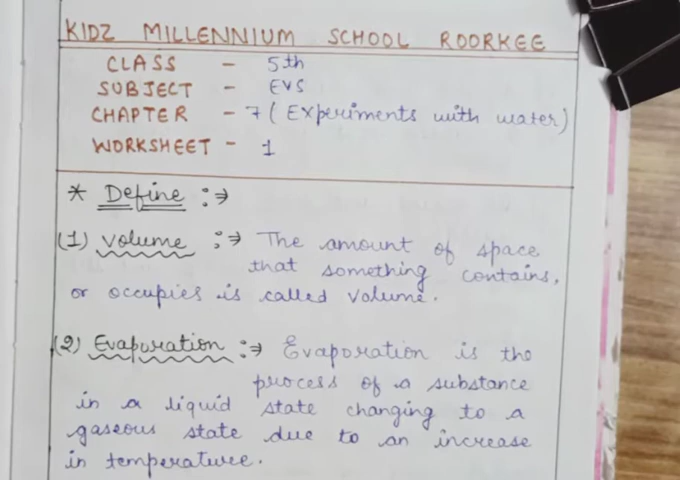 KIDZ MILLENNIUM SCHOOL ROORKEE
CLASS - 5th
SUBJECT - EVS
CHAPTER - 7 ( Experiments with water)
WORKSHEET - 1
* Define :→
(1) Volume :→ The amount of space
that something contains,
or occupies is called volume.
(2) Evaporation :→ Evaporation is the
process of a substance
in a liquid state changing to a
gaseous state due to an increase
in temperature.